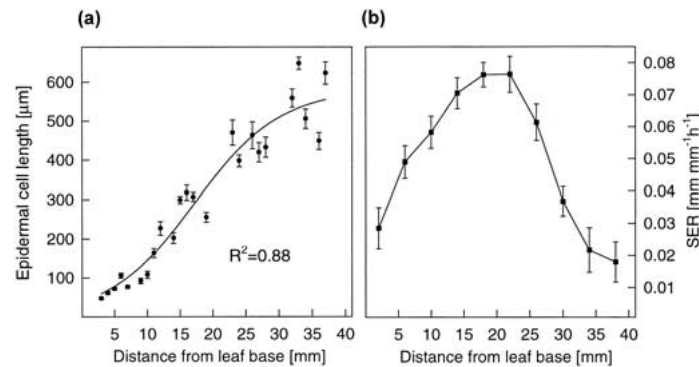 (a)
(b)
Epidermal cell length [µm]
600
500
400
300
200
100
R²=0.88
5 10 15 20 25 30 35 40
Distance from leaf base [mm]
0.08
0.07
0.06
0.05
0.04
0.03
0.02
0.01
SER [mm mm⁻¹h⁻¹]
5 10 15 20 25 30 35 40
Distance from leaf base [mm]